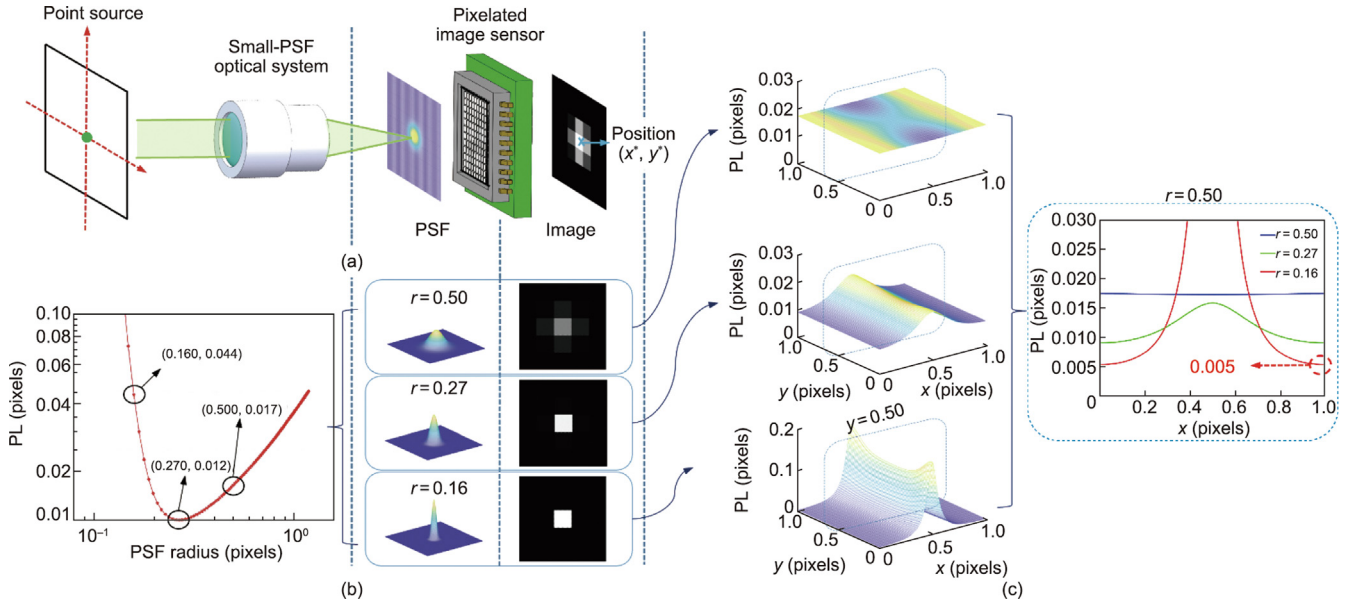 Point source
Small-PSF
optical system
Pixelated
image sensor
Position
(x*, y*)
PSF
Image
(a)
0.10
0.08
0.06
0.04
0.02
0.01
PL (pixels)
(0.160, 0.044)
(0.500, 0.017)
(0.270, 0.012)
10⁻¹
10⁰
PSF radius (pixels)
r = 0.50
r = 0.27
r = 0.16
(b)
0.03
0.02
0.01
0
PL (pixels)
1.0
0.5
0
0
0.5
1.0
0.03
0.02
0.01
0
PL (pixels)
1.0
0.5
0
0
0.5
1.0
y (pixels)
x (pixels)
y = 0.50
0.2
0.1
0
PL (pixels)
1.0
0.5
0
0
0.5
1.0
y (pixels)
x (pixels)
(c)
r = 0.50
0.030
0.025
0.020
0.015
0.010
0.005
0
PL (pixels)
r = 0.50
r = 0.27
r = 0.16
0.005
0
0.2
0.4
0.6
0.8
1.0
x (pixels)